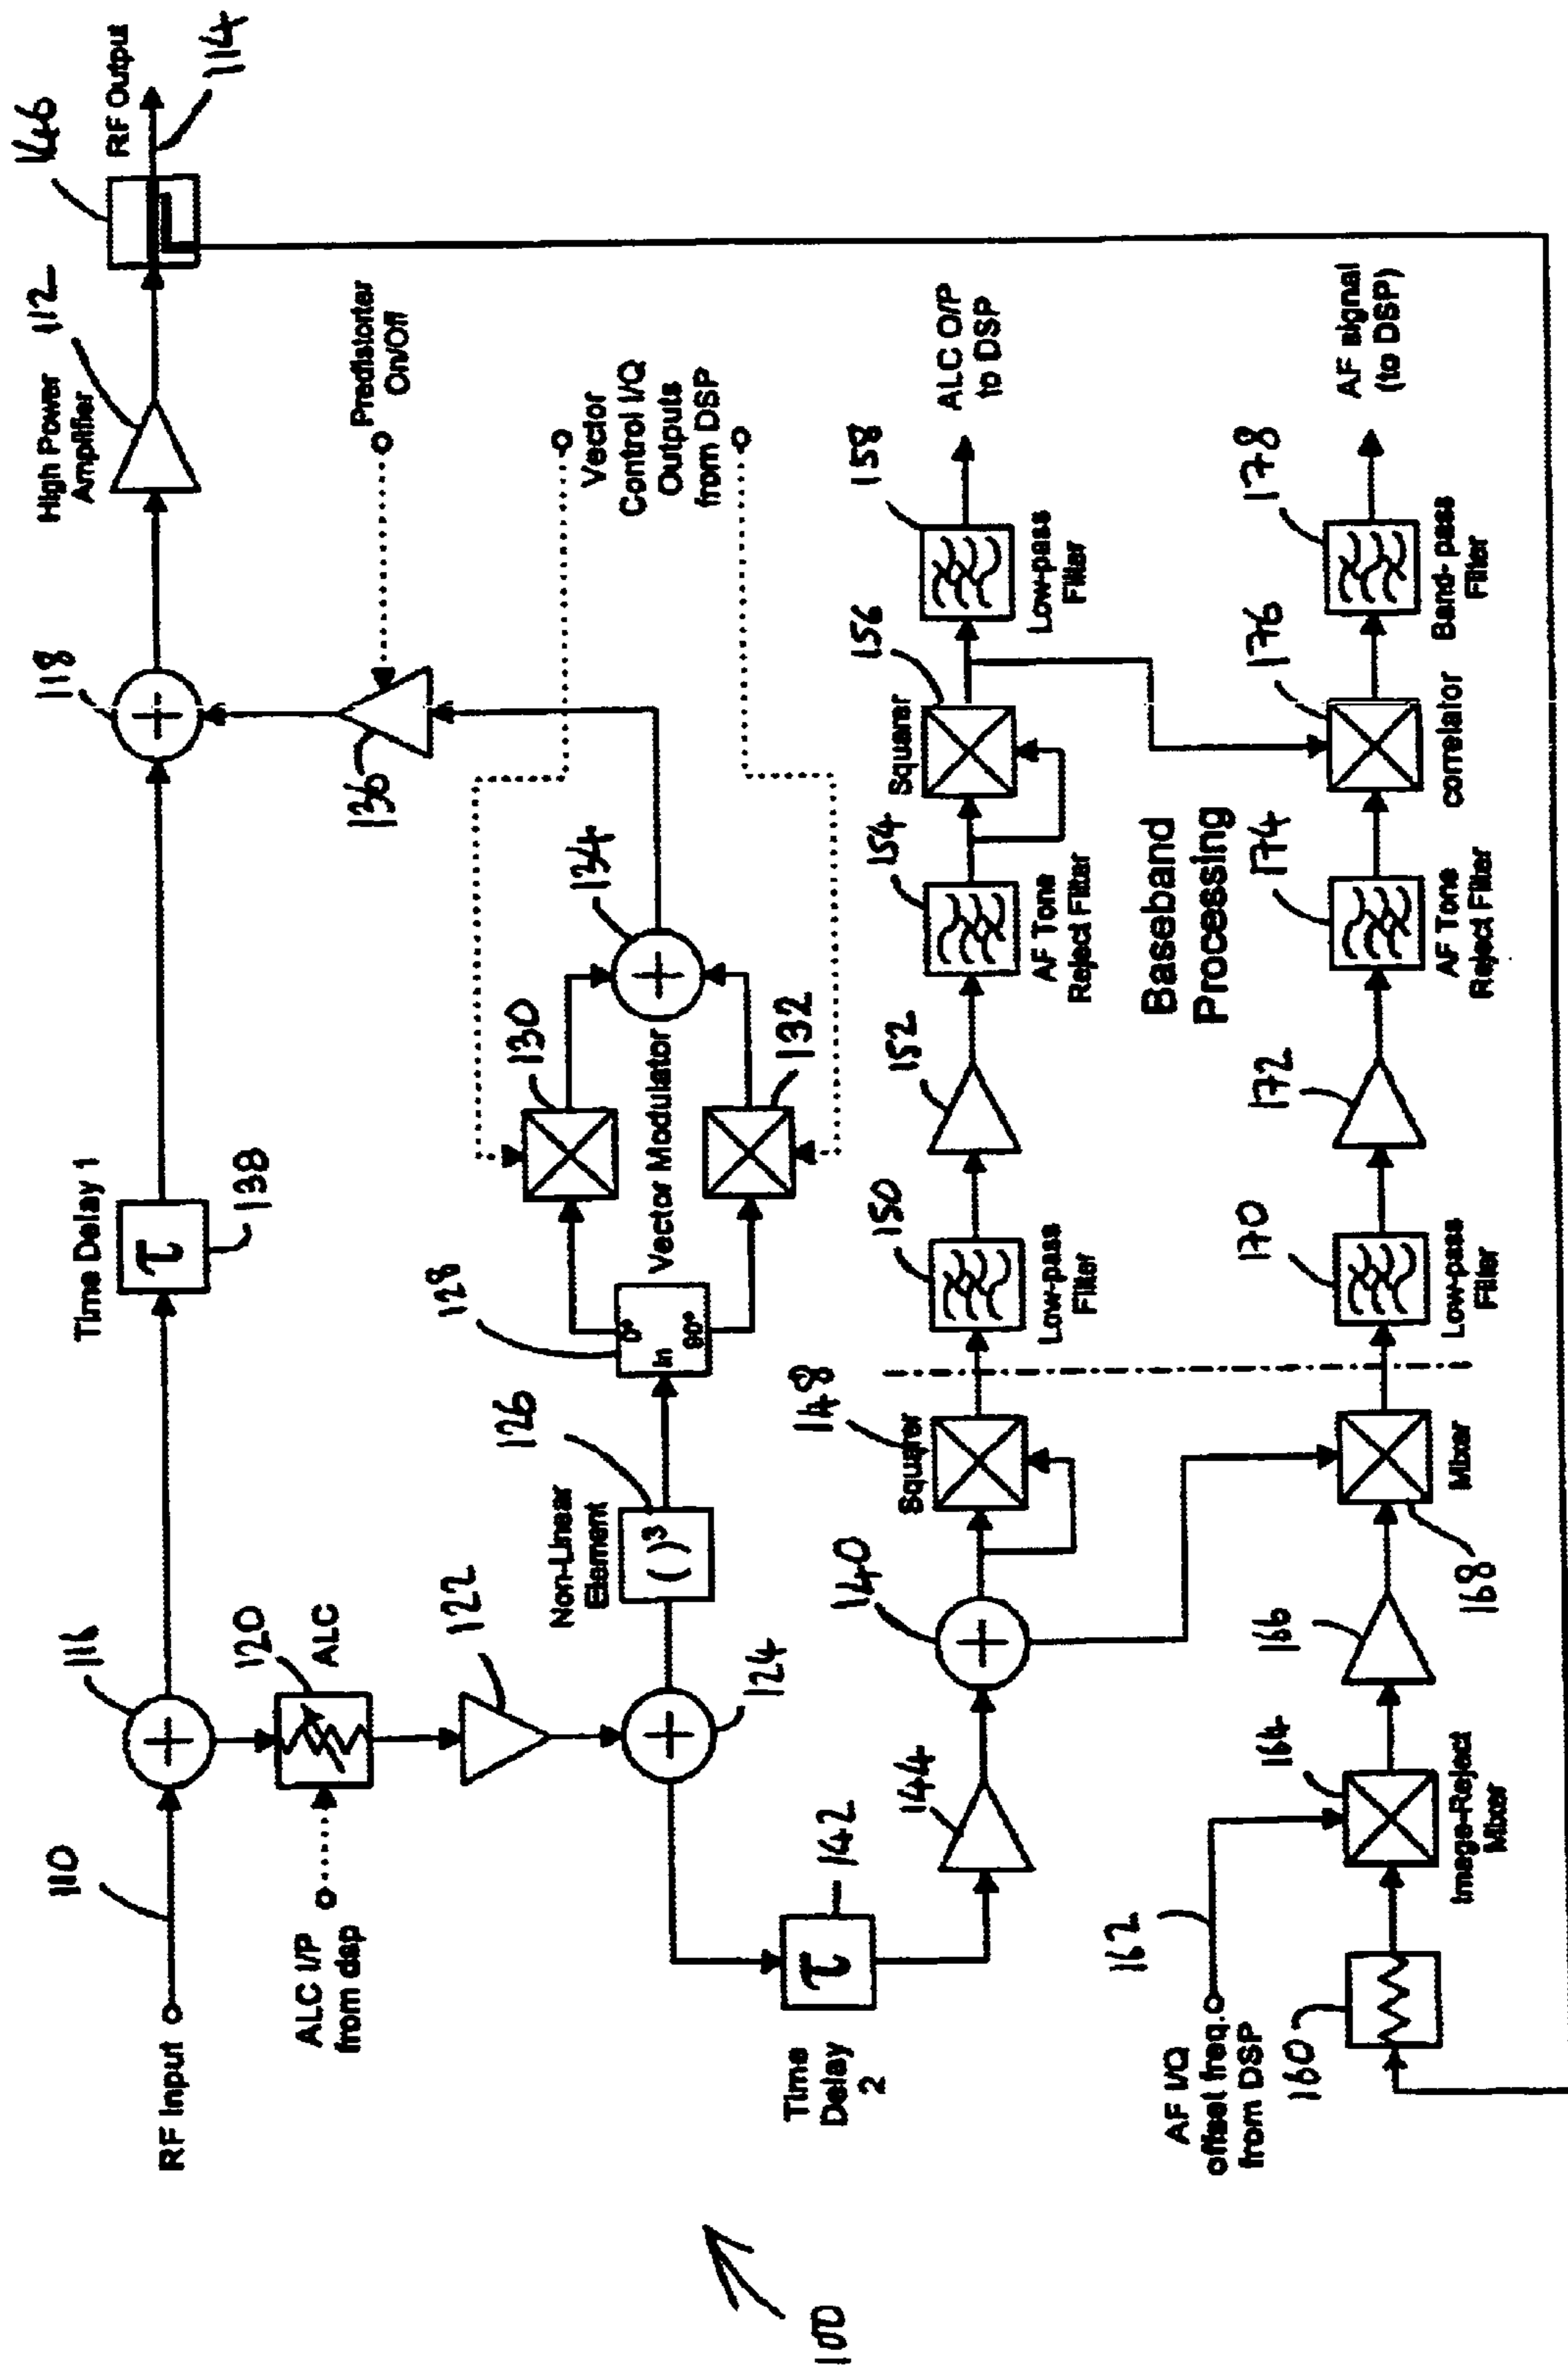 RF Input
110
116
Time Delay 1
τ
138
118
High Power
Amplifier
112
146
RF Output
114
ALC I/P
from dsp
120
ALC
122
124
Non-Linear
Element
( )³
126
128
0°
In
90°
Vector Modulator
130
132
134
136
Predistorter
On/Off
Vector
Control I/Q
Outputs
from DSP
Time
Delay
2
τ
142
144
140
Squarer
148
150
Low-pass
Filter
152
154
AF Tone
Reject Filter
Squarer
156
158
Low-pass
Filter
ALC O/P
to DSP
Baseband
Processing
AF I/Q
offset freq.
from DSP
162
160
164
Image-Reject
Mixer
166
168
Mixer
170
Low-pass
Filter
172
174
AF Tone
Reject Filter
176
correlator
178
Band-pass
Filter
AF signal
(to DSP)
100